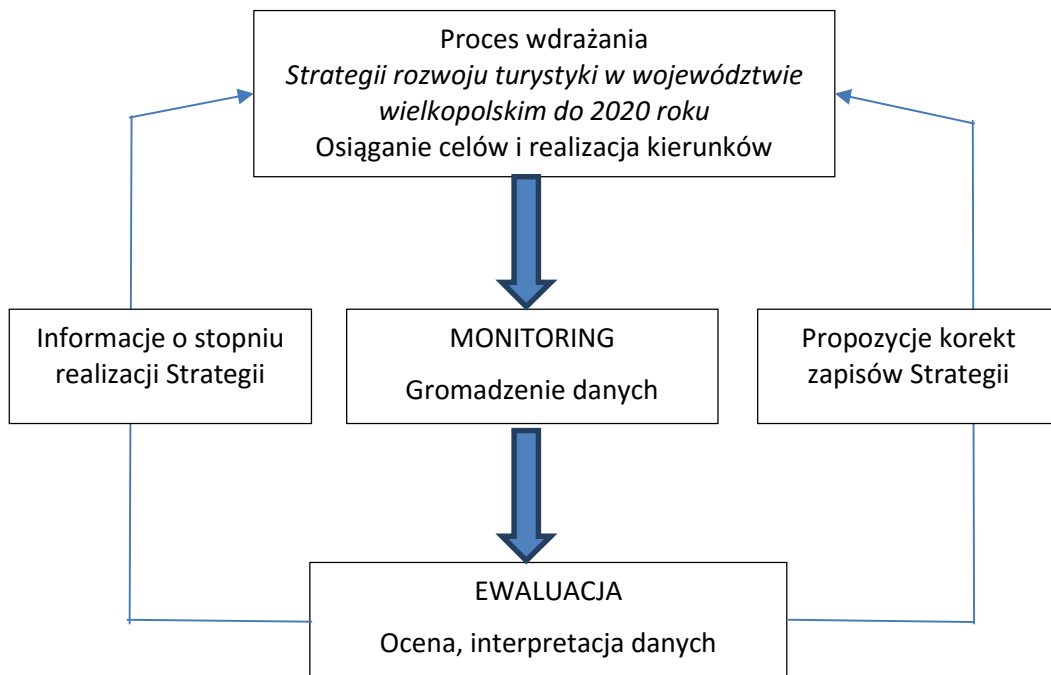 Proces wdrażania
Strategii rozwoju turystyki w województwie
wielkopolskim do 2020 roku
Osiąganie celów i realizacja kierunków
Informacje o stopniu
realizacji Strategii
MONITORING
Gromadzenie danych
Propozycje korekt
zapisów Strategii
EWALUACJA
Ocena, interpretacja danych